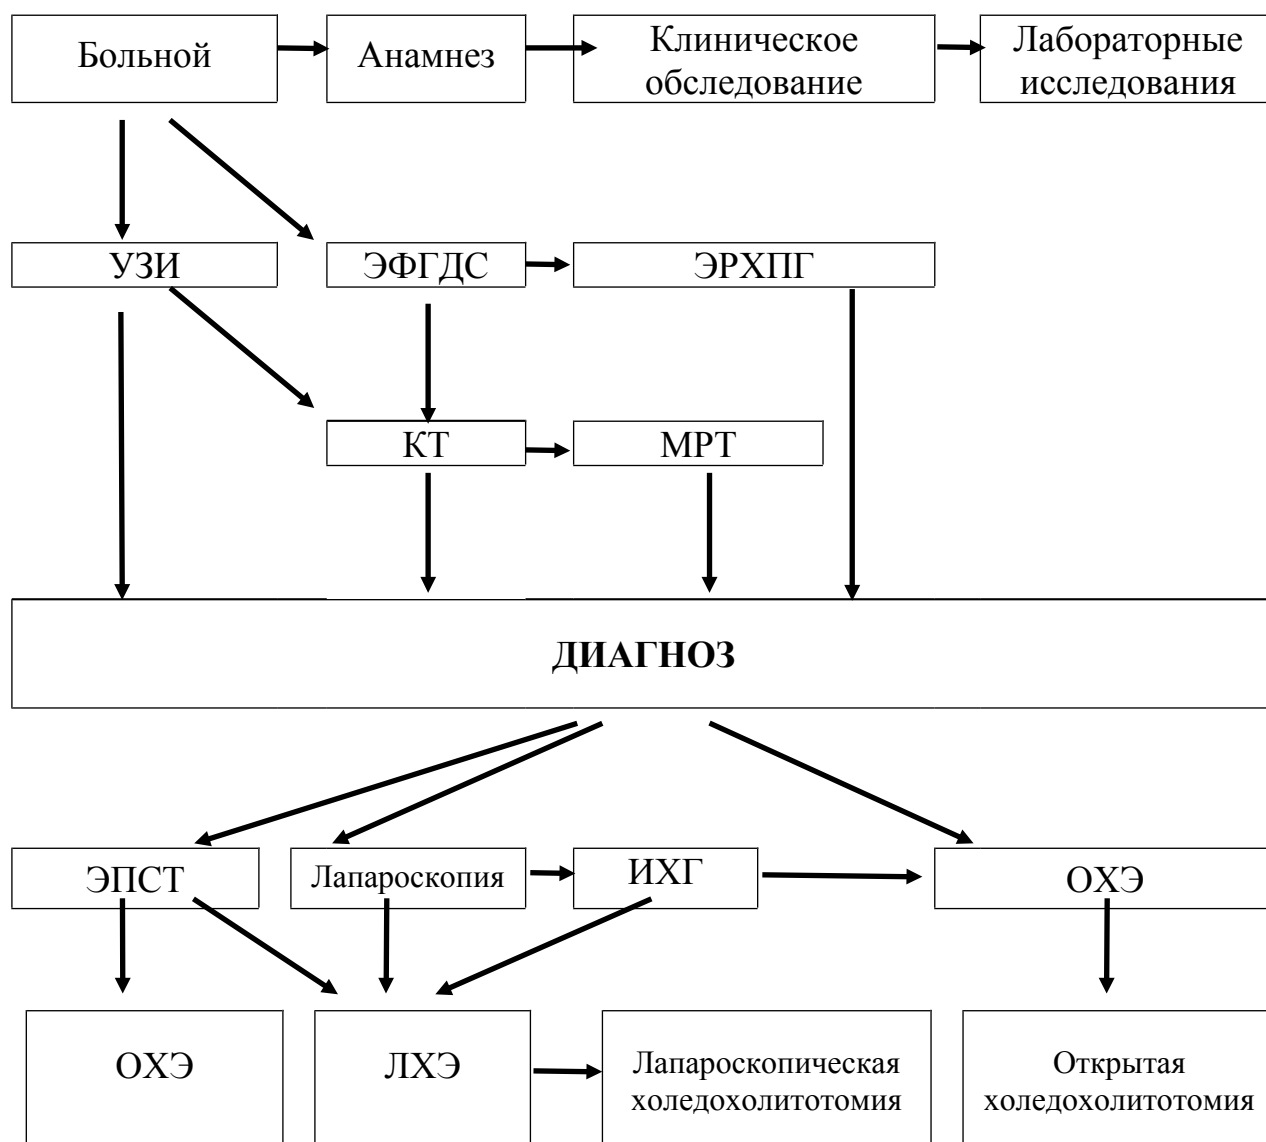 Больной
Анамнез
Клиническое
обследование
Лабораторные
исследования
УЗИ
ЭФГДС
ЭРХПГ
КТ
МРТ
ДИАГНОЗ
ЭПСТ
Лапароскопия
ИХГ
ОХЭ
ОХЭ
ЛХЭ
Лапароскопическая
холедохолитотомия
Открытая
холедохолитотомия